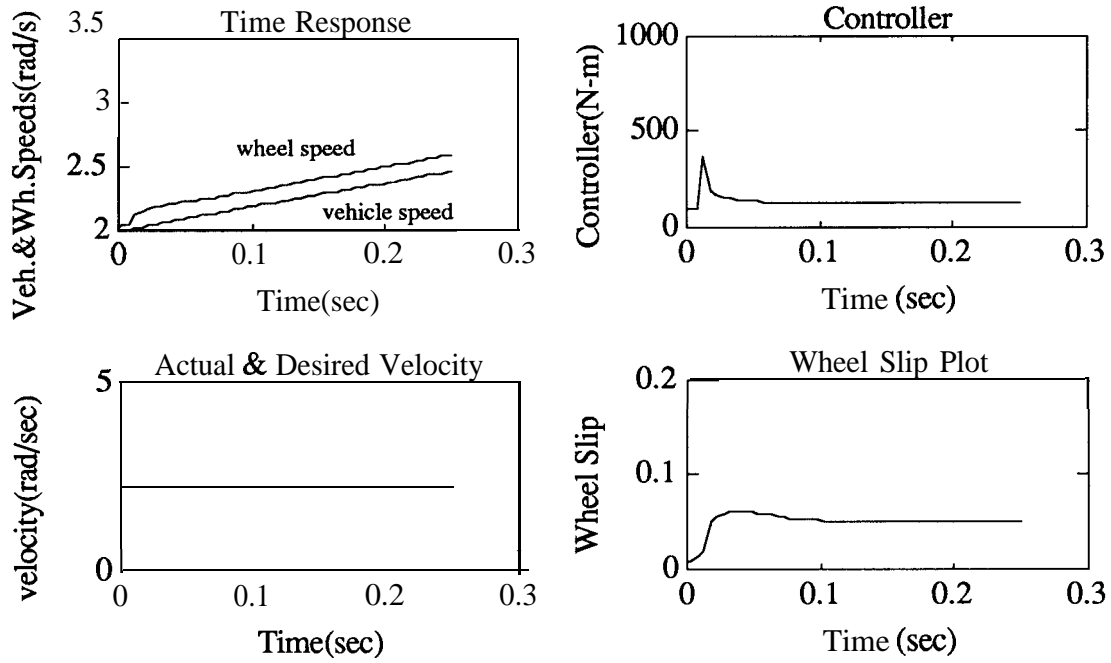 Time Response
Veh.&Wh.Speeds(rad/s)
3.5
3
2.5
2
wheel speed
vehicle speed
0
0.1
0.2
0.3
Time(sec)
Controller
Controller(N-m)
1000
500
0
0
0.1
0.2
0.3
Time (sec)
Actual & Desired Velocity
velocity(rad/sec)
5
0
0
0.1
0.2
0.3
Time(sec)
Wheel Slip Plot
Wheel Slip
0.2
0.1
0
0
0.1
0.2
0.3
Time (sec)